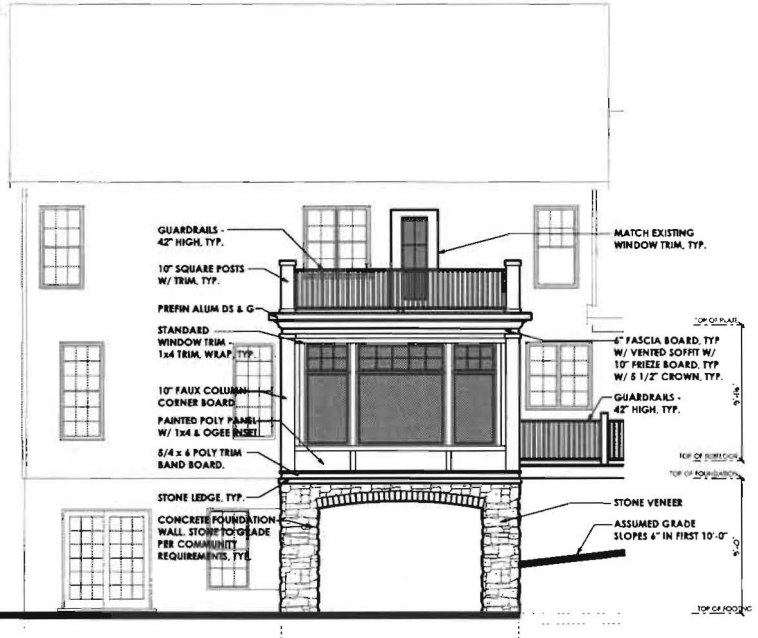 GUARDRAILS -
42" HIGH, TYP.
10" SQUARE POSTS
W/ TRIM, TYP.
PREFIN ALUM DS & G
STANDARD
WINDOW TRIM -
1x4 TRIM, WRAP, TYP.
10" FAUX COLUMN
CORNER BOARD
PAINTED POLY PANEL
W/ 1x4 & OGEE INSET.
5/4 x 6 POLY TRIM
BAND BOARD.
STONE LEDGE, TYP.
CONCRETE FOUNDATION
WALL. STONE TO GRADE
PER COMMUNITY
REQUIREMENTS, TYP.
MATCH EXISTING
WINDOW TRIM, TYP.
TOP OF PLATE
6" FASCIA BOARD, TYP
W/ VENTED SOFFIT W/
10" FRIEZE BOARD, TYP
W/ 5 1/2" CROWN, TYP.
GUARDRAILS -
42" HIGH, TYP.
TOP OF SUBFLOOR
TOP OF FOUNDATION
STONE VENEER
ASSUMED GRADE
SLOPES 6" IN FIRST 10'-0"
TOP OF FOOTING